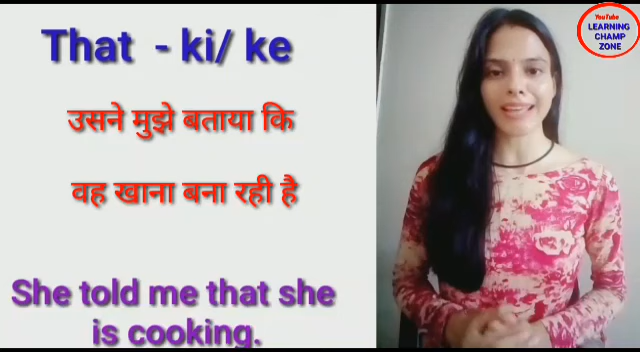 That - ki/ ke
उसने मुझे बताया कि
वह खाना बना रही है
She told me that she
is cooking.
YouTube
LEARNING
CHAMP
ZONE